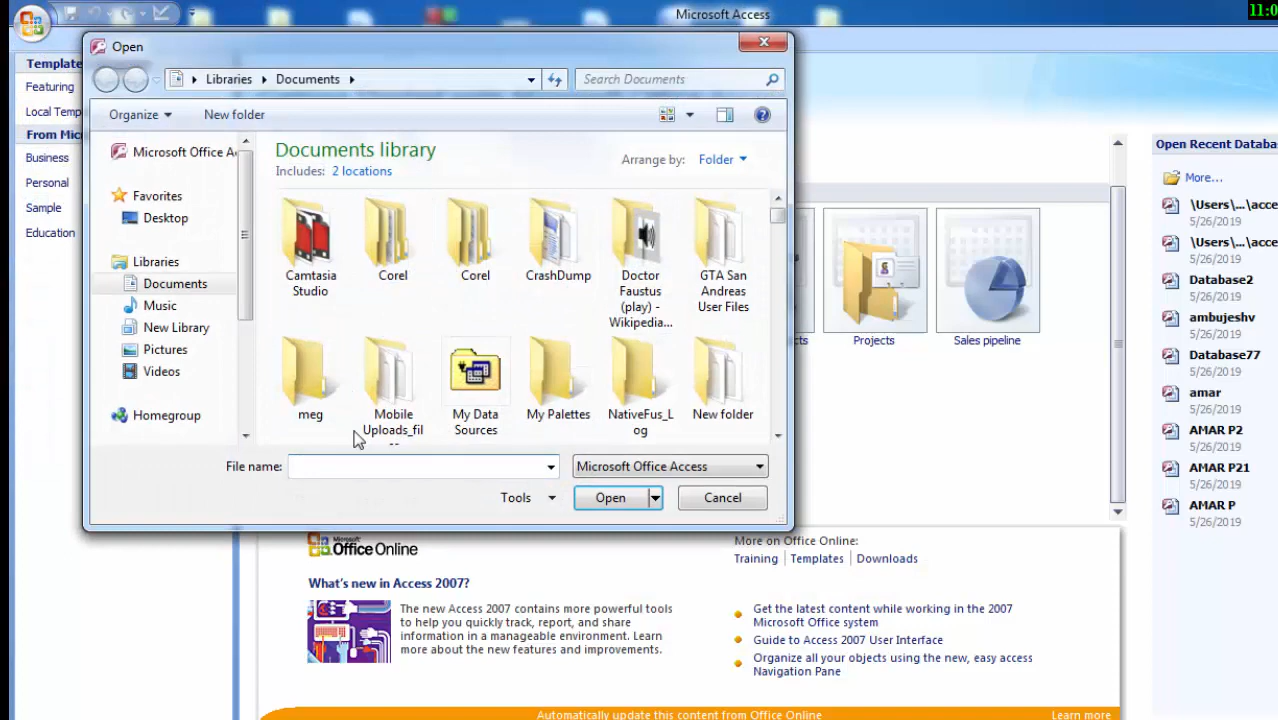 Microsoft Access
11:0
Open
Libraries
Documents
Search Documents
Organize
New folder
Documents library
Includes: 2 locations
Arrange by: Folder
Microsoft Office A
Favorites
Desktop
Libraries
Documents
Music
New Library
Pictures
Videos
Homegroup
Camtasia
Studio
Corel
Corel
CrashDump
Doctor
Faustus
(play) -
Wikipedia...
GTA San
Andreas
User Files
meg
Mobile
Uploads_fil
My Data
Sources
My Palettes
NativeFus_L
og
New folder
File name:
Microsoft Office Access
Tools
Open
Cancel
Templat
Featuring
Local Temp
From Mic
Business
Personal
Sample
Education
cts
Projects
Sales pipeline
Open Recent Databa
More...
\Users\...\acce
5/26/2019
\Users\...\acce
5/26/2019
Database2
5/26/2019
ambujeshv
5/26/2019
Database77
5/26/2019
amar
5/26/2019
AMAR P2
5/26/2019
AMAR P21
5/26/2019
AMAR P
5/26/2019
Microsoft
Office Online
More on Office Online:
Training | Templates | Downloads
What's new in Access 2007?
The new Access 2007 contains more powerful tools
to help you quickly track, report, and share
information in a manageable environment. Learn
more about the new features and improvements.
Get the latest content while working in the 2007
Microsoft Office system
Guide to Access 2007 User Interface
Organize all your objects using the new, easy access
Navigation Pane
Automatically update this content from Office Online
Learn more